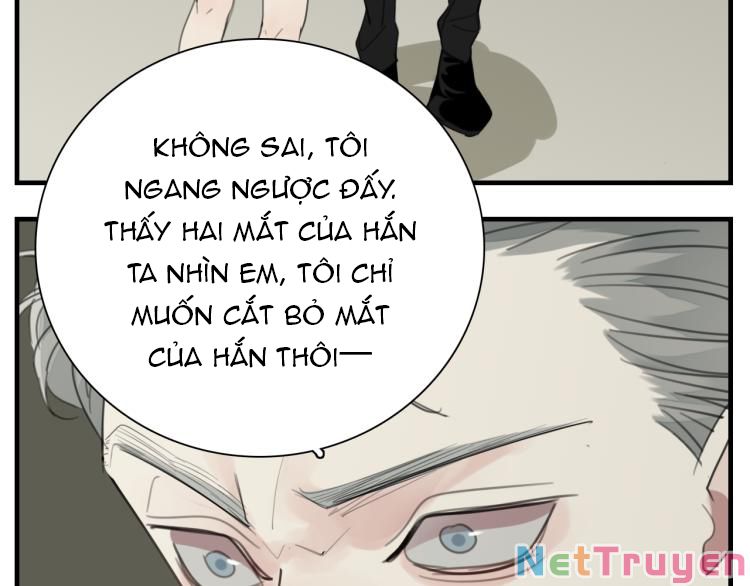 KHÔNG SAI, TÔI
NGANG NGƯỢC ĐẤY.
THẤY HAI MẮT CỦA HẮN
TA NHÌN EM, TÔI CHỈ
MUỐN CẮT BỎ MẮT
CỦA HẮN THÔI—
NetTruyen